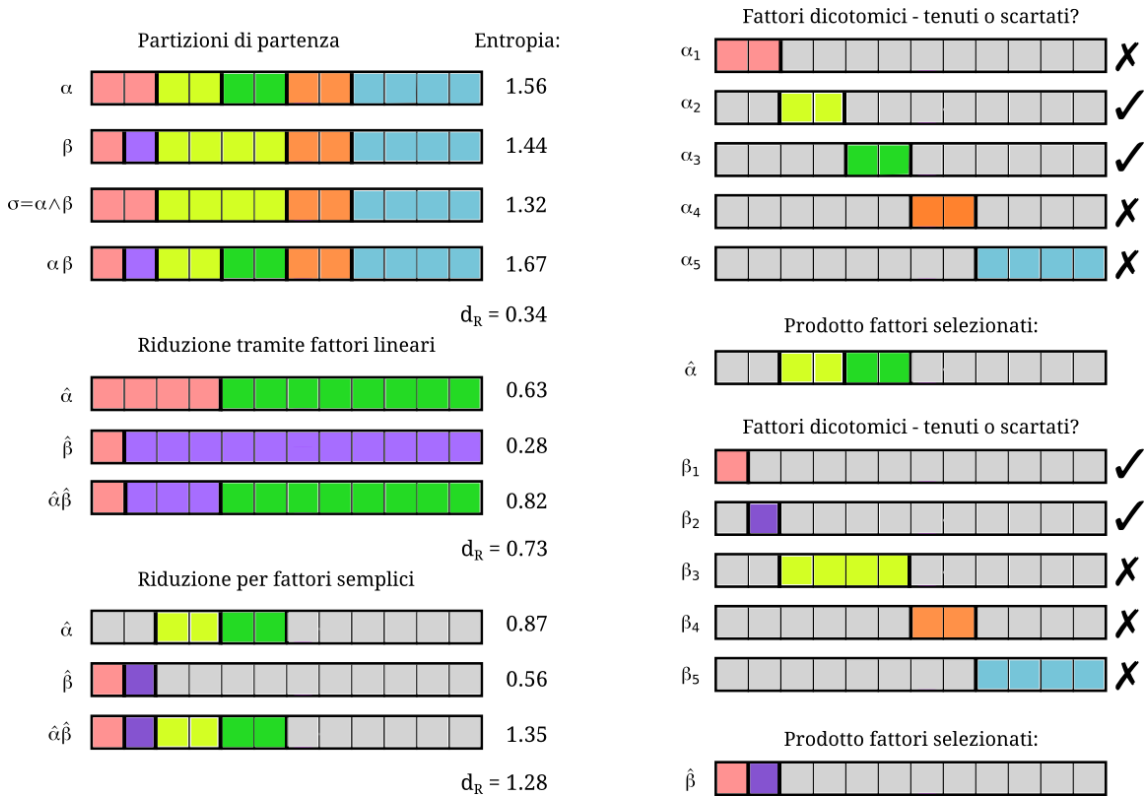 Partizioni di partenza Entropia:
α 1.56
β 1.44
σ=α∧β 1.32
αβ 1.67
d_R = 0.34
Riduzione tramite fattori lineari
α̂ 0.63
β̂ 0.28
α̂β̂ 0.82
d_R = 0.73
Riduzione per fattori semplici
α̂ 0.87
β̂ 0.56
α̂β̂ 1.35
d_R = 1.28
Fattori dicotomici - tenuti o scartati?
α₁ ✗
α₂ ✓
α₃ ✓
α₄ ✗
α₅ ✗
Prodotto fattori selezionati:
α̂
Fattori dicotomici - tenuti o scartati?
β₁ ✓
β₂ ✓
β₃ ✗
β₄ ✗
β₅ ✗
Prodotto fattori selezionati:
β̂